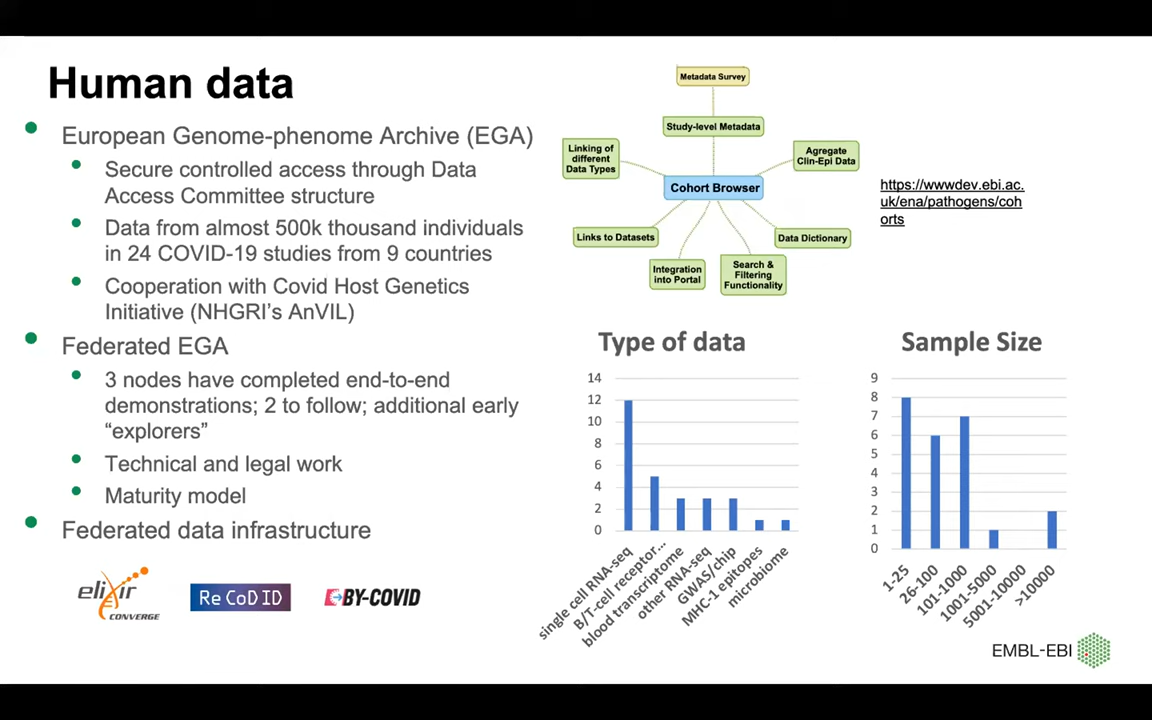 Human data
European Genome-phenome Archive (EGA)
Secure controlled access through Data
Access Committee structure
Data from almost 500k thousand individuals
in 24 COVID-19 studies from 9 countries
Cooperation with Covid Host Genetics
Initiative (NHGRI's AnVIL)
Federated EGA
3 nodes have completed end-to-end
demonstrations; 2 to follow; additional early
“explorers”
Technical and legal work
Maturity model
Federated data infrastructure
elixir
CONVERGE
ReCoDID
BY-COVID
Metadata Survey
Study-level Metadata
Linking of
different
Data Types
Agregate
Clin-Epi Data
Cohort Browser
Links to Datasets
Data Dictionary
Integration
into Portal
Search &
Filtering
Functionality
https://wwwdev.ebi.ac.
uk/ena/pathogens/coh
orts
Type of data
14
12
10
8
6
4
2
0
single cell RNA-seq
B/T-cell receptor...
blood transcriptome
other RNA-seq
GWAS/chip
MHC-1 epitopes
microbiome
Sample Size
9
8
7
6
5
4
3
2
1
0
1-25
26-100
101-1000
1001-5000
5001-10000
>10000
EMBL-EBI